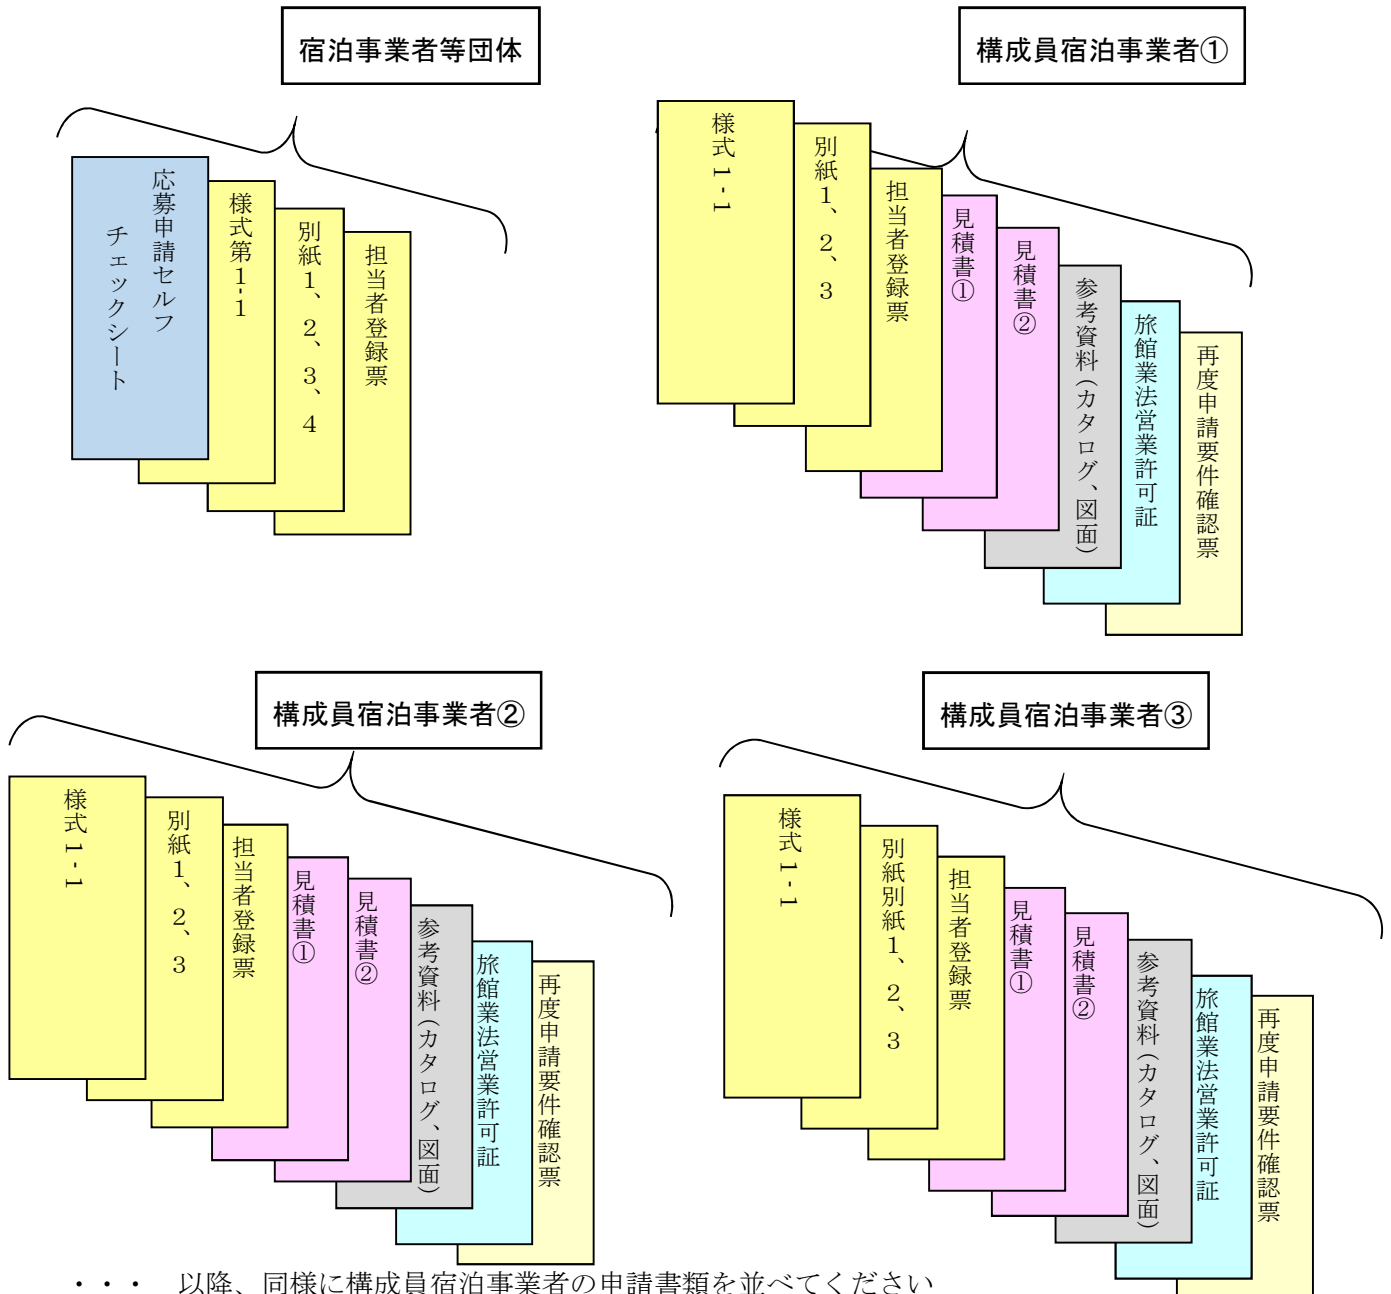 宿泊事業者等団体
応募申請セルフ
チェックシート
様式第1-1
別紙1、2、3、4
担当者登録票
構成員宿泊事業者①
様式1-1
別紙1、2、3
担当者登録票
見積書①
見積書②
参考資料(カタログ、図面)
旅館業法営業許可証
再度申請要件確認票
構成員宿泊事業者②
様式1-1
別紙1、2、3
担当者登録票
見積書①
見積書②
参考資料(カタログ、図面)
旅館業法営業許可証
再度申請要件確認票
構成員宿泊事業者③
様式1-1
別紙別紙1、2、3
担当者登録票
見積書①
見積書②
参考資料(カタログ、図面)
旅館業法営業許可証
再度申請要件確認票
・・・　以降、同様に構成員宿泊事業者の申請書類を並べてください